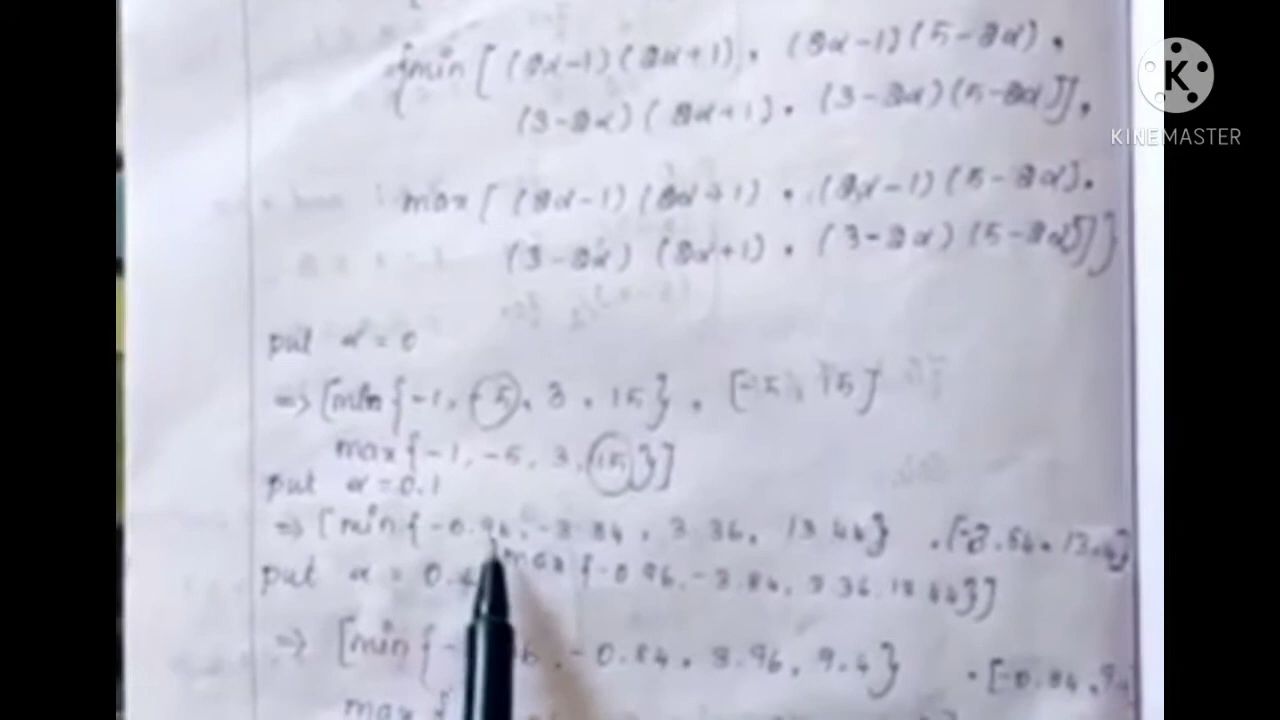 {min [ (2α-1)(2α+1), (2α-1)(5-2α),
(3-2α)(2α+1), (3-2α)(5-2α)],
max [ (2α-1)(2α+1), (2α-1)(5-2α),
(3-2α)(2α+1), (3-2α)(5-2α)]}
put α = 0
⇒ [min {-1, -5, 3, 15}, [-5, 15]
max {-1, -5, 3, 15}]
put α = 0.1
⇒ [min {-0.96, -3.84, 3.36, 13.44} , [-3.84, 13.44]
max {-0.96, -3.84, 3.36, 13.44}]
put α = 0.
⇒ [min { -0.84, 3.96, 9.4} , [-0.84, 9.4
max {
KINEMASTER